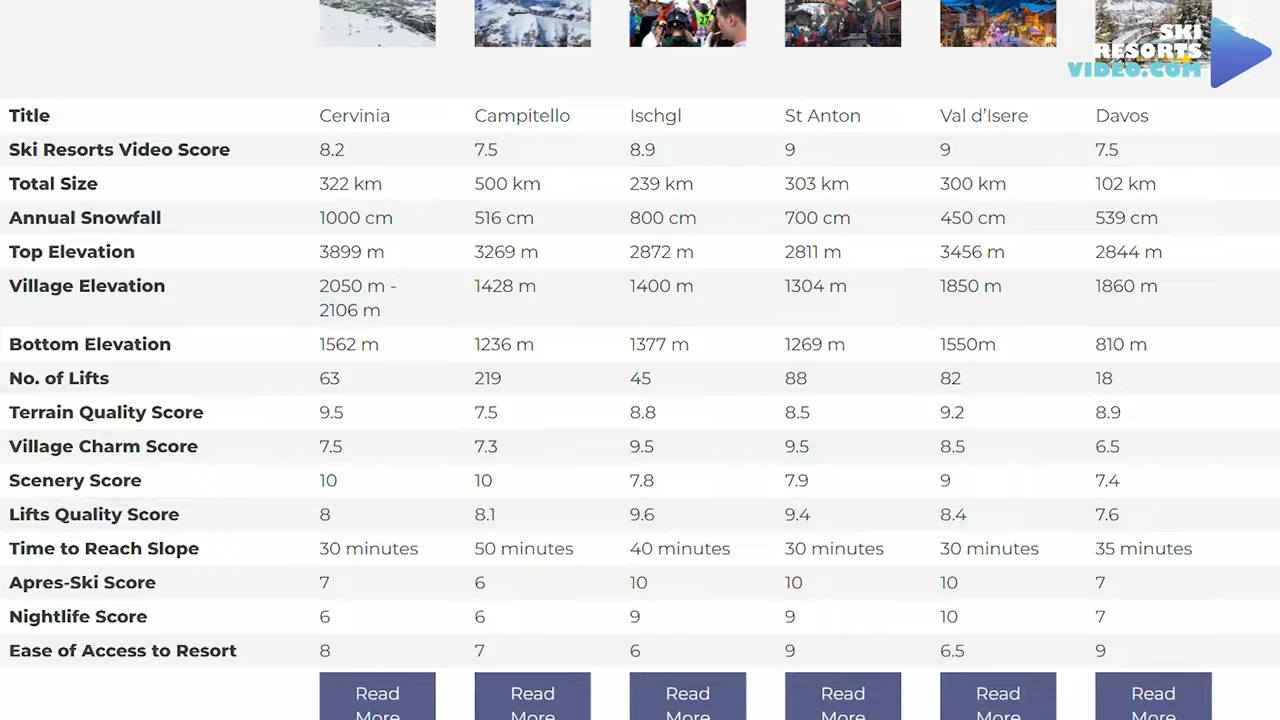 SKI
RESORTS
VIDEO.COM
27
Title Cervinia Campitello Ischgl St Anton Val d'Isere Davos
Ski Resorts Video Score 8.2 7.5 8.9 9 9 7.5
Total Size 322 km 500 km 239 km 303 km 300 km 102 km
Annual Snowfall 1000 cm 516 cm 800 cm 700 cm 450 cm 539 cm
Top Elevation 3899 m 3269 m 2872 m 2811 m 3456 m 2844 m
Village Elevation 2050 m - 1428 m 1400 m 1304 m 1850 m 1860 m
2106 m
Bottom Elevation 1562 m 1236 m 1377 m 1269 m 1550m 810 m
No. of Lifts 63 219 45 88 82 18
Terrain Quality Score 9.5 7.5 8.8 8.5 9.2 8.9
Village Charm Score 7.5 7.3 9.5 9.5 8.5 6.5
Scenery Score 10 10 7.8 7.9 9 7.4
Lifts Quality Score 8 8.1 9.6 9.4 8.4 7.6
Time to Reach Slope 30 minutes 50 minutes 40 minutes 30 minutes 30 minutes 35 minutes
Apres-Ski Score 7 6 10 10 10 7
Nightlife Score 6 6 9 9 10 7
Ease of Access to Resort 8 7 6 9 6.5 9
Read Read Read Read Read Read
More More More More More More